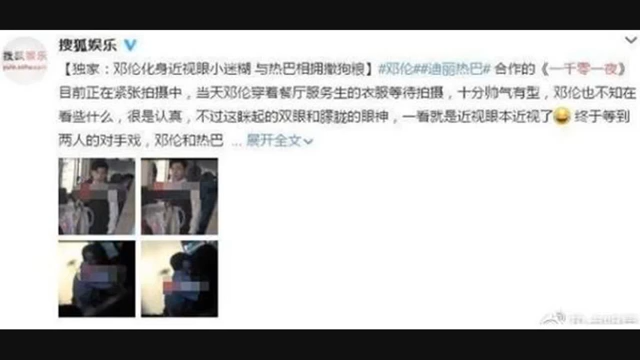 搜狐娱乐
搜狐娱乐
【独家：邓伦化身近视眼小迷糊 与热巴相拥撒狗粮】#邓伦##迪丽热巴# 合作的《一千零一夜》
目前正在紧张拍摄中，当天邓伦穿着餐厅服务生的衣服等待拍摄，十分帅气有型，邓伦也不知在
看些什么，很是认真，不过这眯起的双眼和朦胧的眼神，一看就是近视眼本近视了 终于等到
两人的对手戏，邓伦和热巴 ... 展开全文